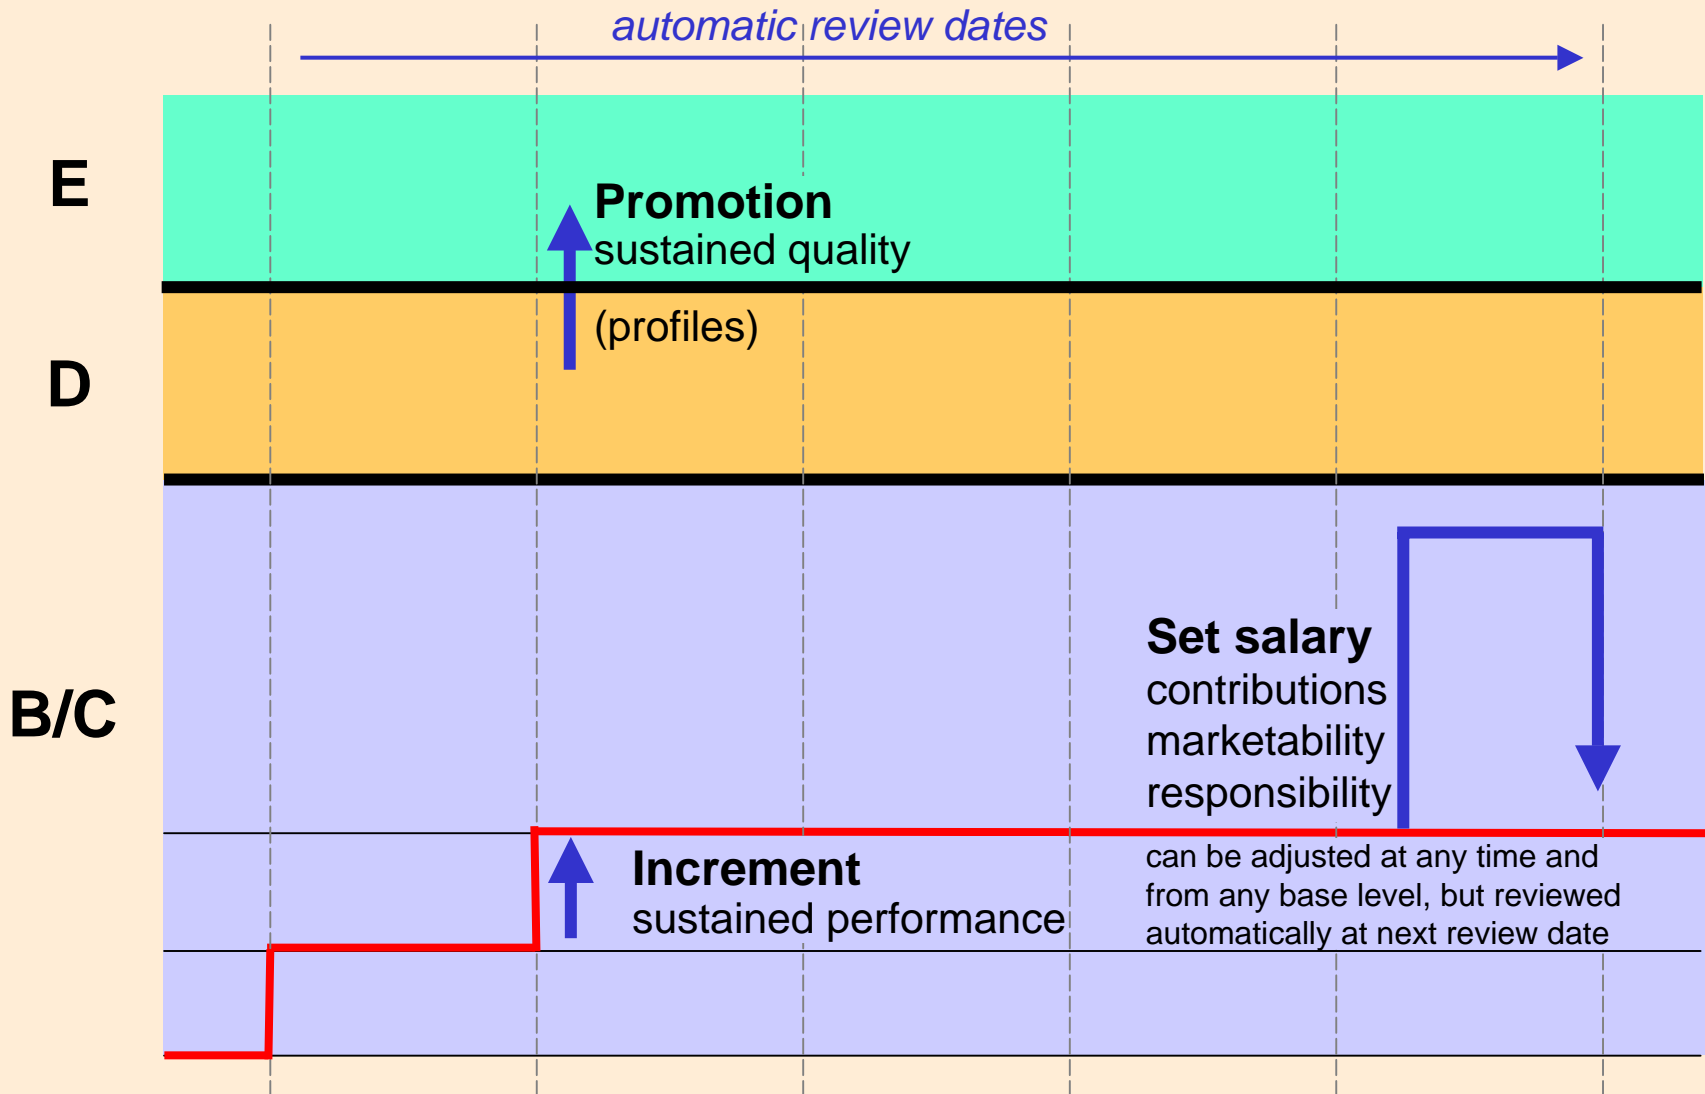 automatic review dates
E
Promotion
sustained quality
(profiles)
D
B/C
Set salary
contributions
marketability
responsibility
Increment
sustained performance
can be adjusted at any time and
from any base level, but reviewed
automatically at next review date